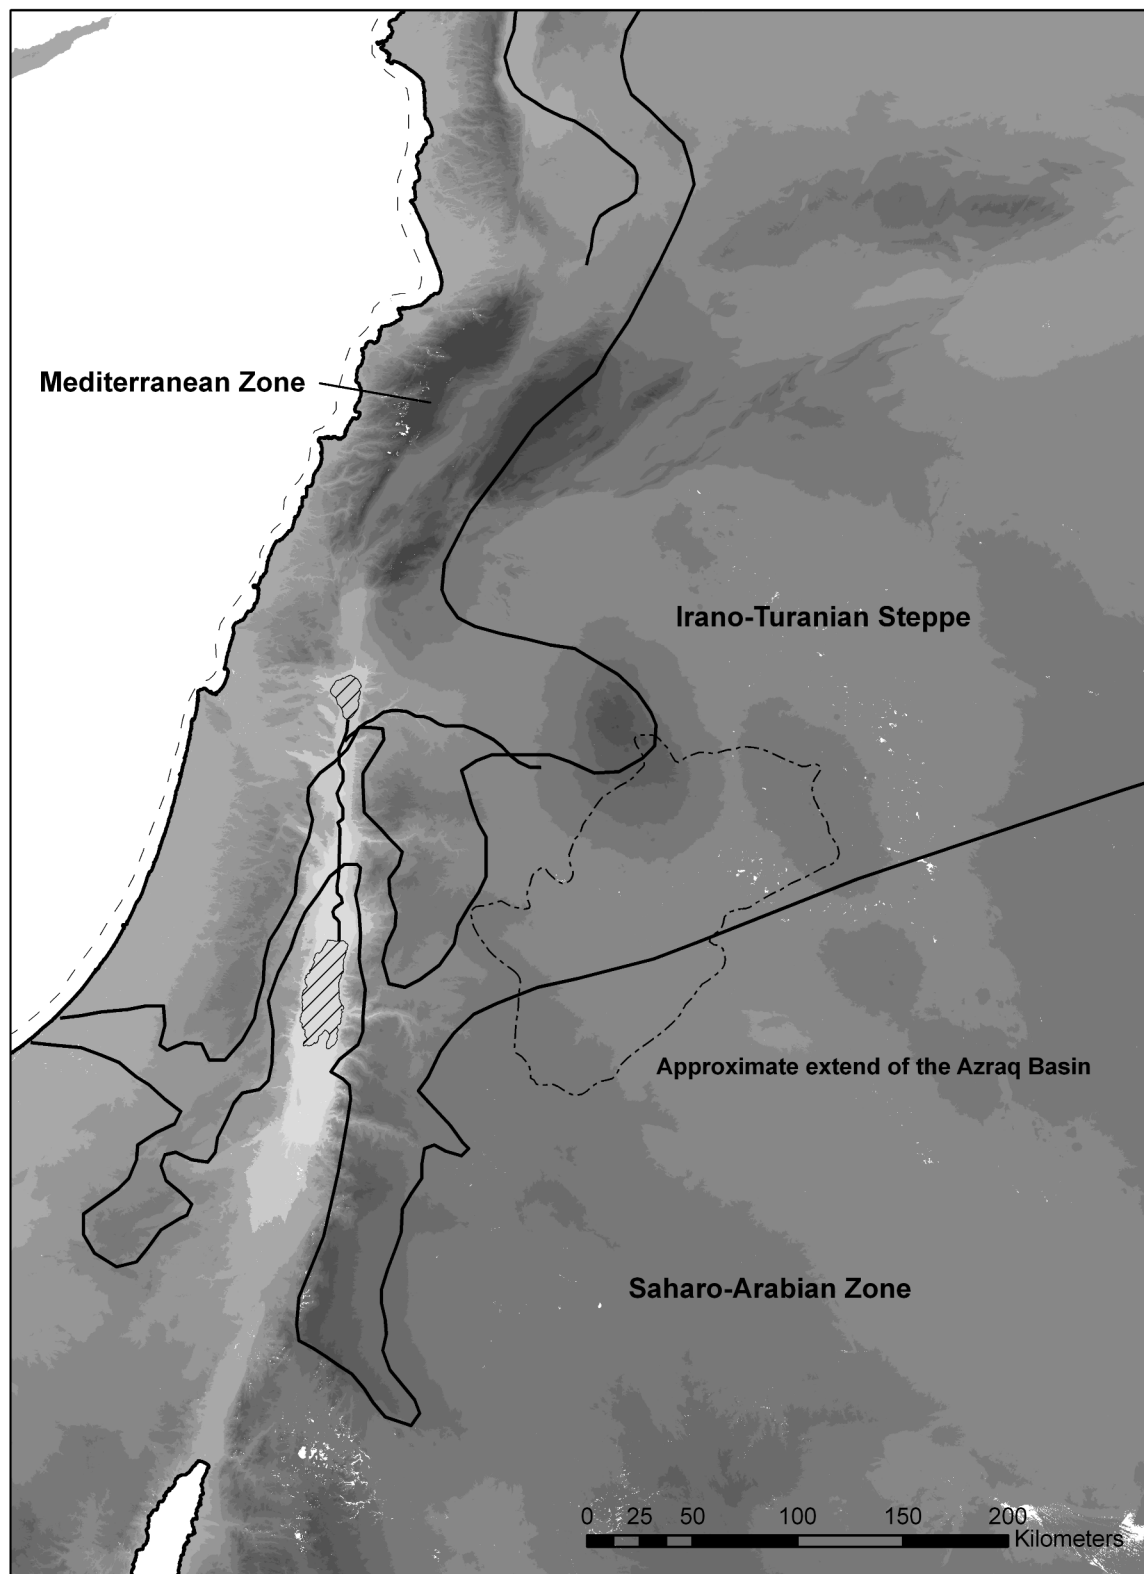 Mediterranean Zone
Irano-Turanian Steppe
Approximate extend of the Azraq Basin
Saharo-Arabian Zone
0 25 50 100 150 200
Kilometers